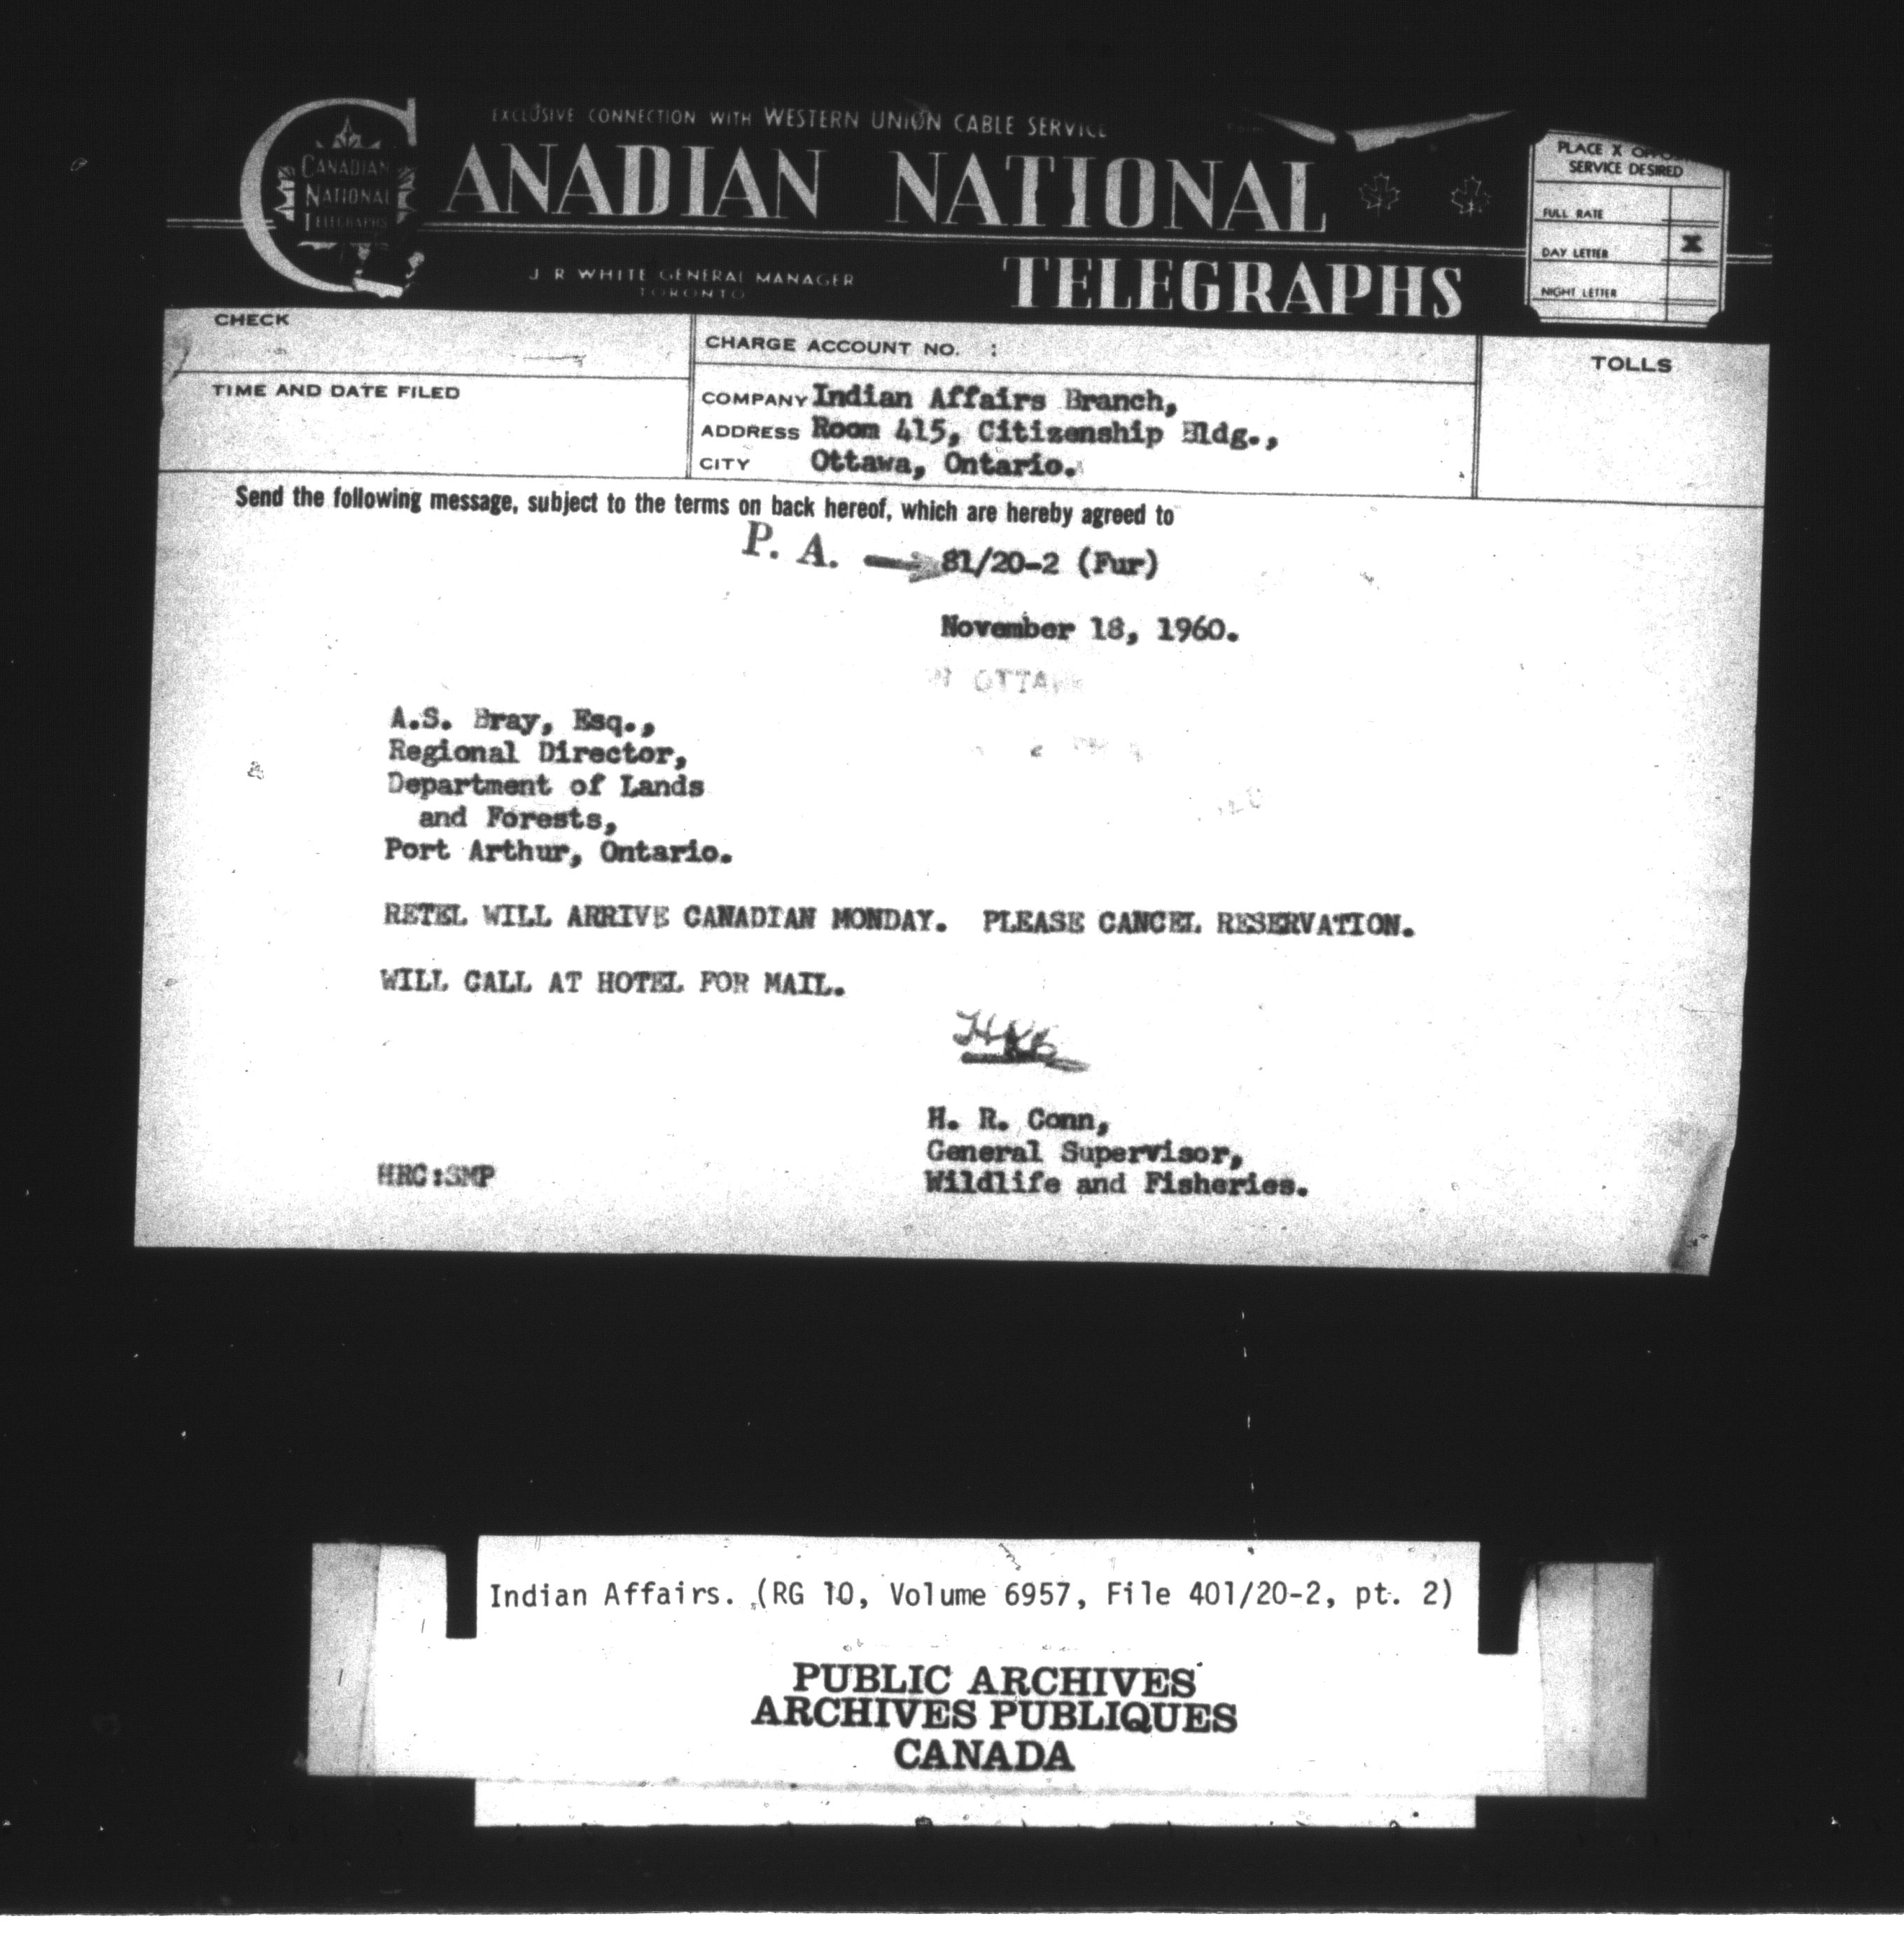 EXCLUSIVE CONNECTION WITH WESTERN UNION CABLE SERVICE
CANADIAN NATIONAL
TELEGRAPHS
CANADIAN
NATIONAL
TELEGRAPHS
J. R. WHITE GENERAL MANAGER
TORONTO
PLACE X
SERVICE DESIRED
FULL RATE
DAY LETTER X
NIGHT LETTER
CHECK
TIME AND DATE FILED
CHARGE ACCOUNT NO. :
COMPANY Indian Affairs Branch,
ADDRESS Room 415, Citizenship Bldg.,
CITY Ottawa, Ontario.
TOLLS
Send the following message, subject to the terms on back hereof, which are hereby agreed to
P. A. 81/20-2 (Fur)
November 18, 1960.
A.S. Bray, Esq.,
Regional Director,
Department of Lands
and Forests,
Port Arthur, Ontario.
RETEL WILL ARRIVE CANADIAN MONDAY. PLEASE CANCEL RESERVATION.
WILL CALL AT HOTEL FOR MAIL.
H. R. Conn,
General Supervisor,
Wildlife and Fisheries.
HRC:SMP
Indian Affairs. (RG 10, Volume 6957, File 401/20-2, pt. 2)
PUBLIC ARCHIVES
ARCHIVES PUBLIQUES
CANADA